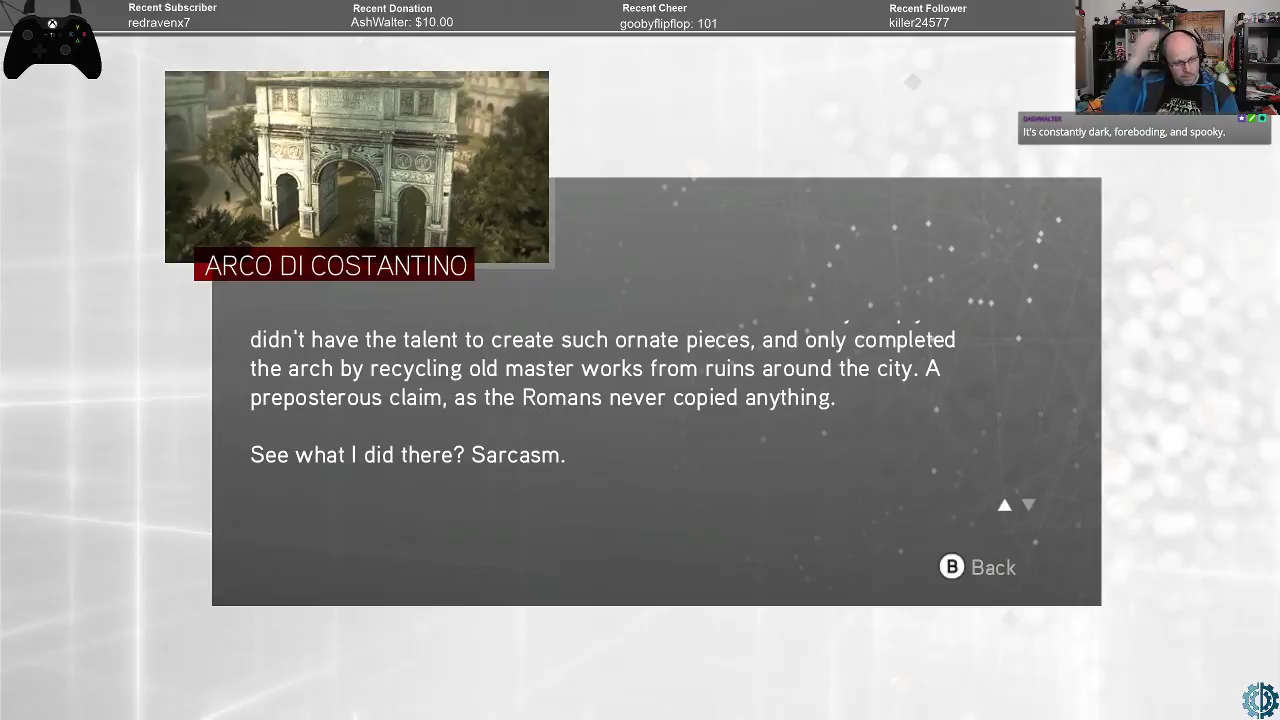 Recent Subscriber
redravenx7
Recent Donation
AshWalter: $10.00
Recent Cheer
goobyflipflop: 101
Recent Follower
killer24577
DASHWALTER
It's constantly dark, foreboding, and spooky.
ARCO DI COSTANTINO
didn't have the talent to create such ornate pieces, and only completed
the arch by recycling old master works from ruins around the city. A
preposterous claim, as the Romans never copied anything.
See what I did there? Sarcasm.
B Back